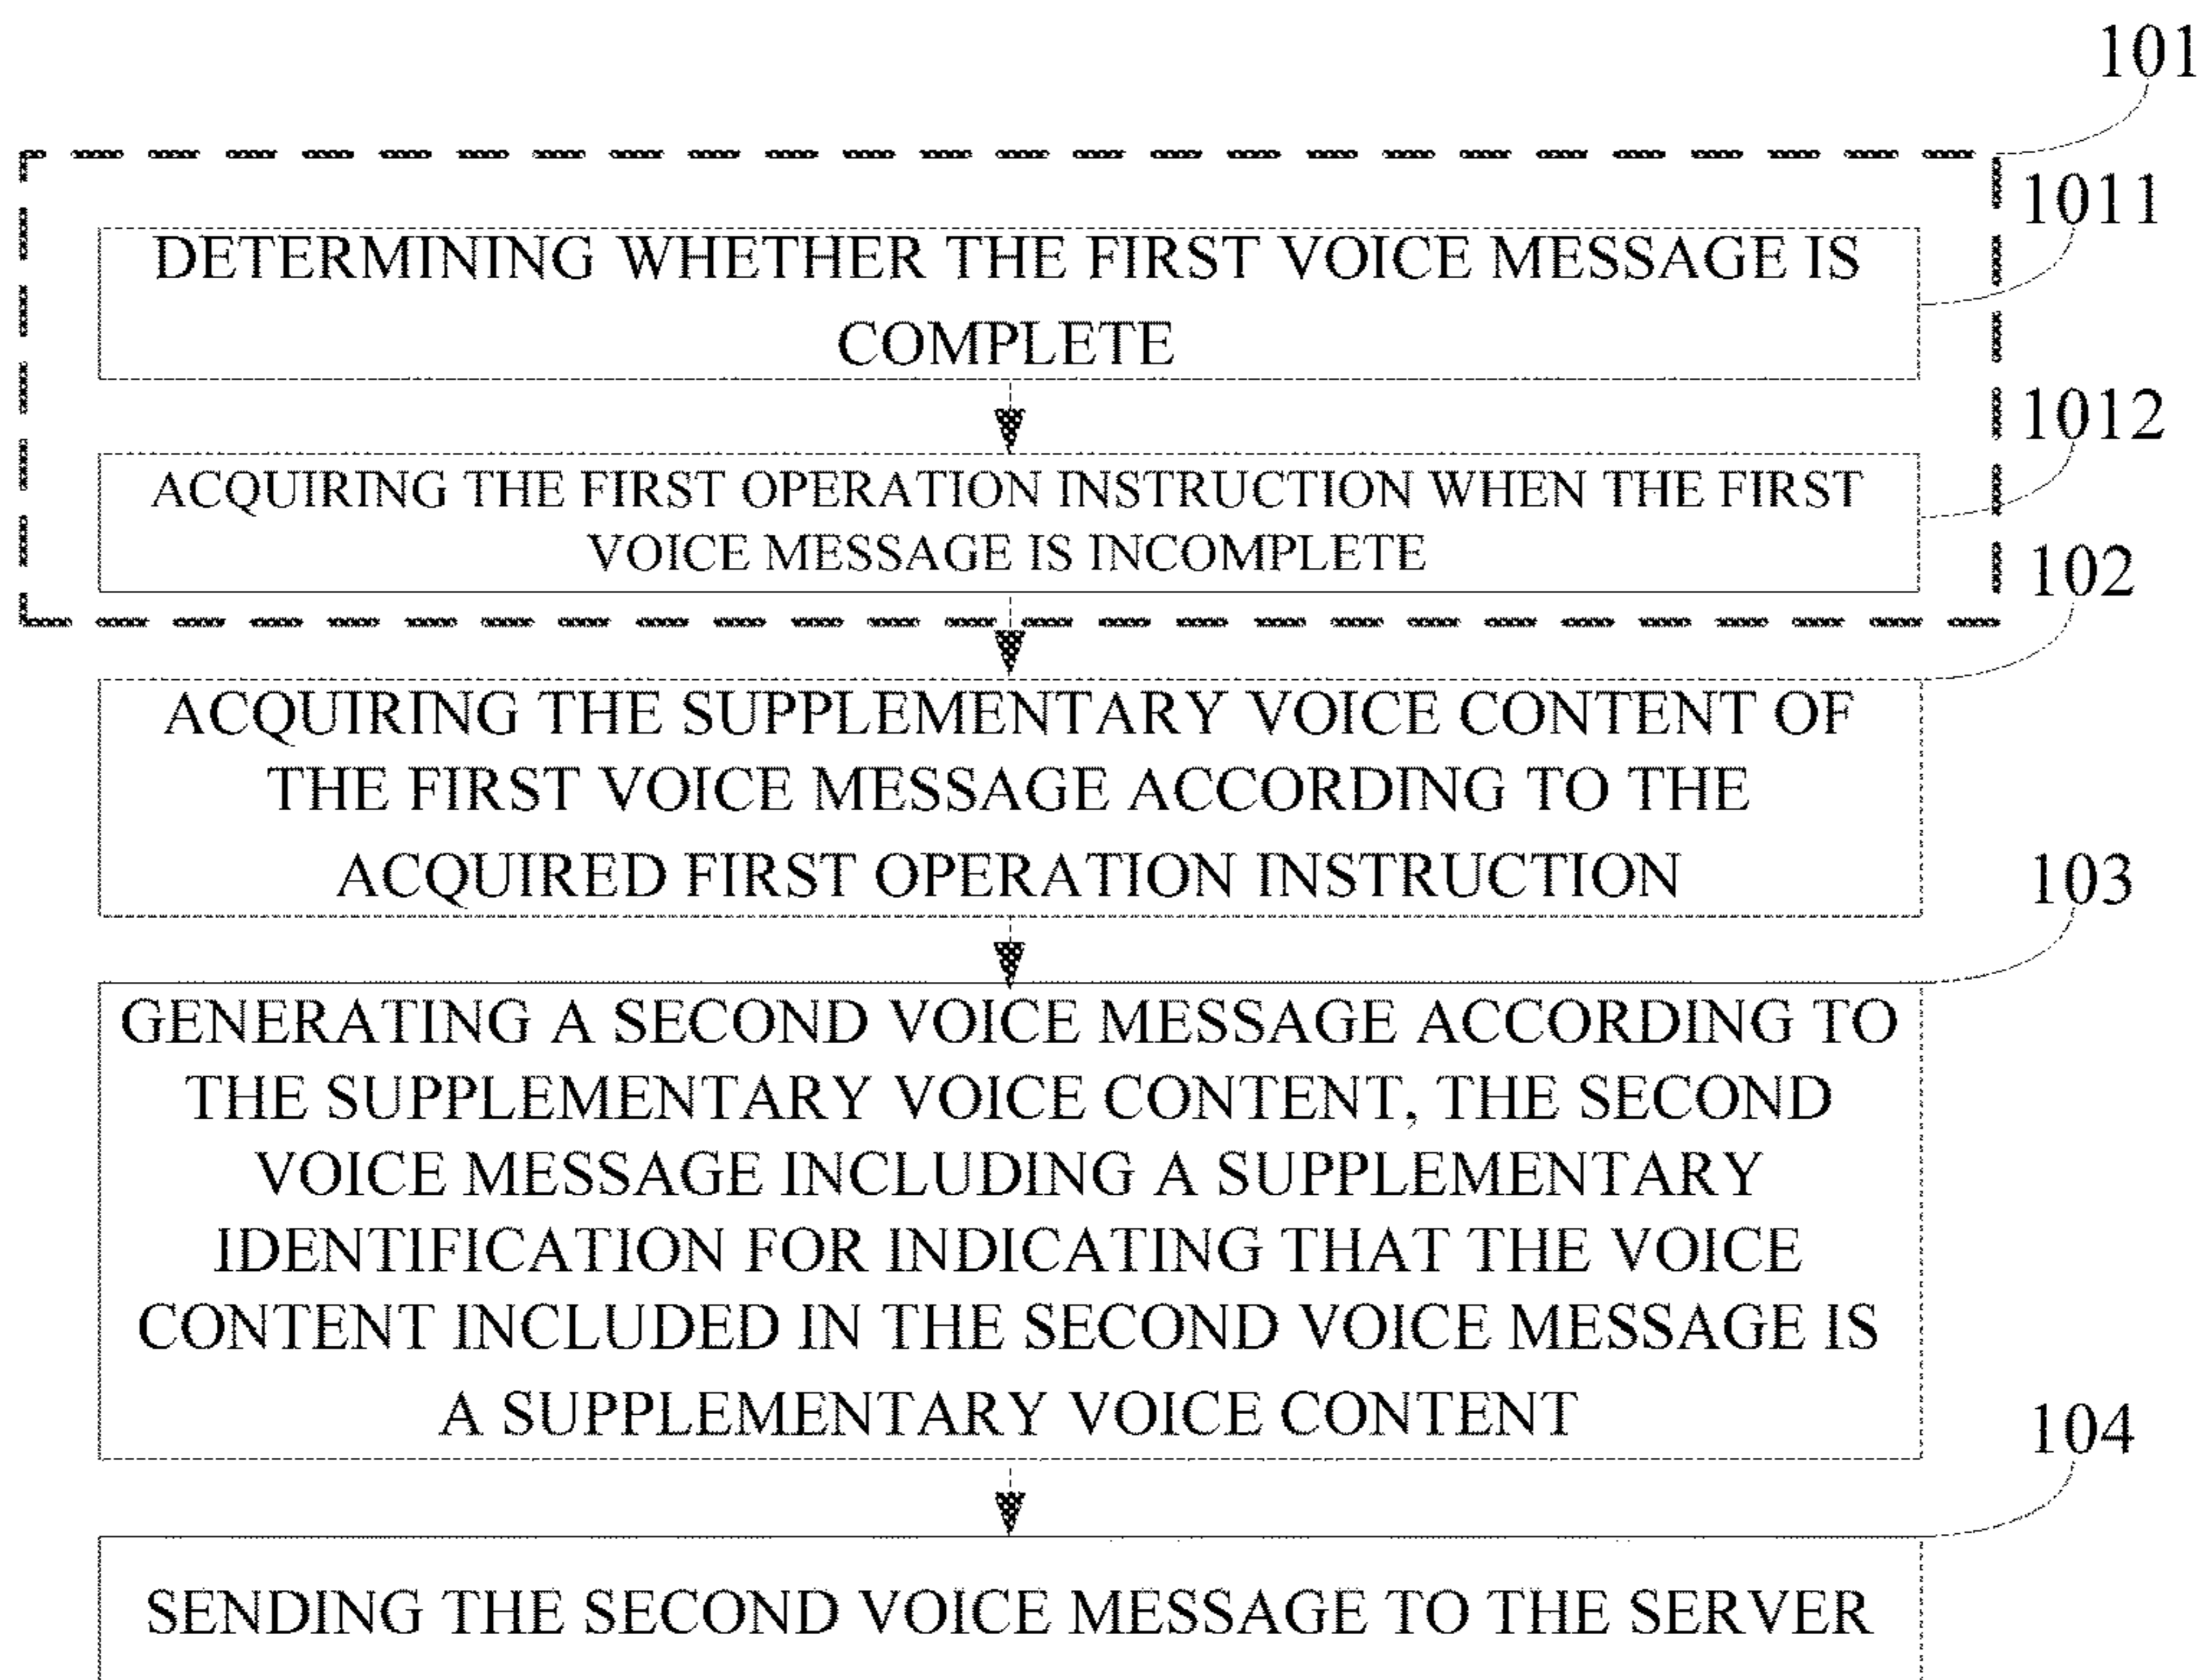 101
1011
DETERMINING WHETHER THE FIRST VOICE MESSAGE IS
COMPLETE
1012
ACQUIRING THE FIRST OPERATION INSTRUCTION WHEN THE FIRST
VOICE MESSAGE IS INCOMPLETE
102
ACQUIRING THE SUPPLEMENTARY VOICE CONTENT OF
THE FIRST VOICE MESSAGE ACCORDING TO THE
ACQUIRED FIRST OPERATION INSTRUCTION
103
GENERATING A SECOND VOICE MESSAGE ACCORDING TO
THE SUPPLEMENTARY VOICE CONTENT, THE SECOND
VOICE MESSAGE INCLUDING A SUPPLEMENTARY
IDENTIFICATION FOR INDICATING THAT THE VOICE
CONTENT INCLUDED IN THE SECOND VOICE MESSAGE IS
A SUPPLEMENTARY VOICE CONTENT
104
SENDING THE SECOND VOICE MESSAGE TO THE SERVER